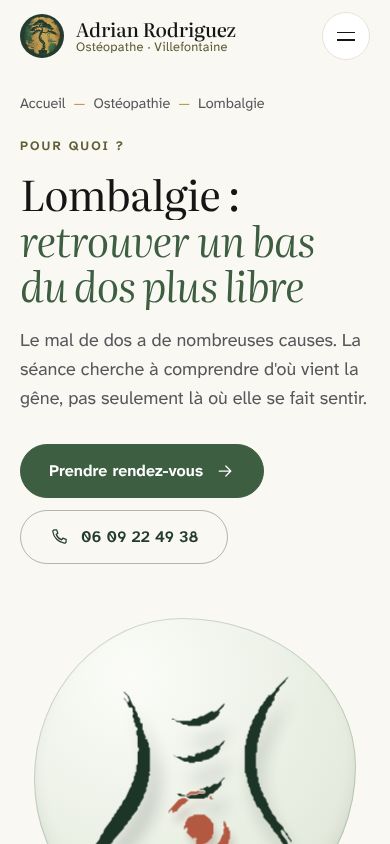 Adrian Rodriguez
Ostéopathe · Villefontaine
Accueil — Ostéopathie — Lombalgie
POUR QUOI ?
Lombalgie :
retrouver un bas
du dos plus libre
Le mal de dos a de nombreuses causes. La
séance cherche à comprendre d'où vient la
gêne, pas seulement là où elle se fait sentir.
Prendre rendez-vous →
06 09 22 49 38